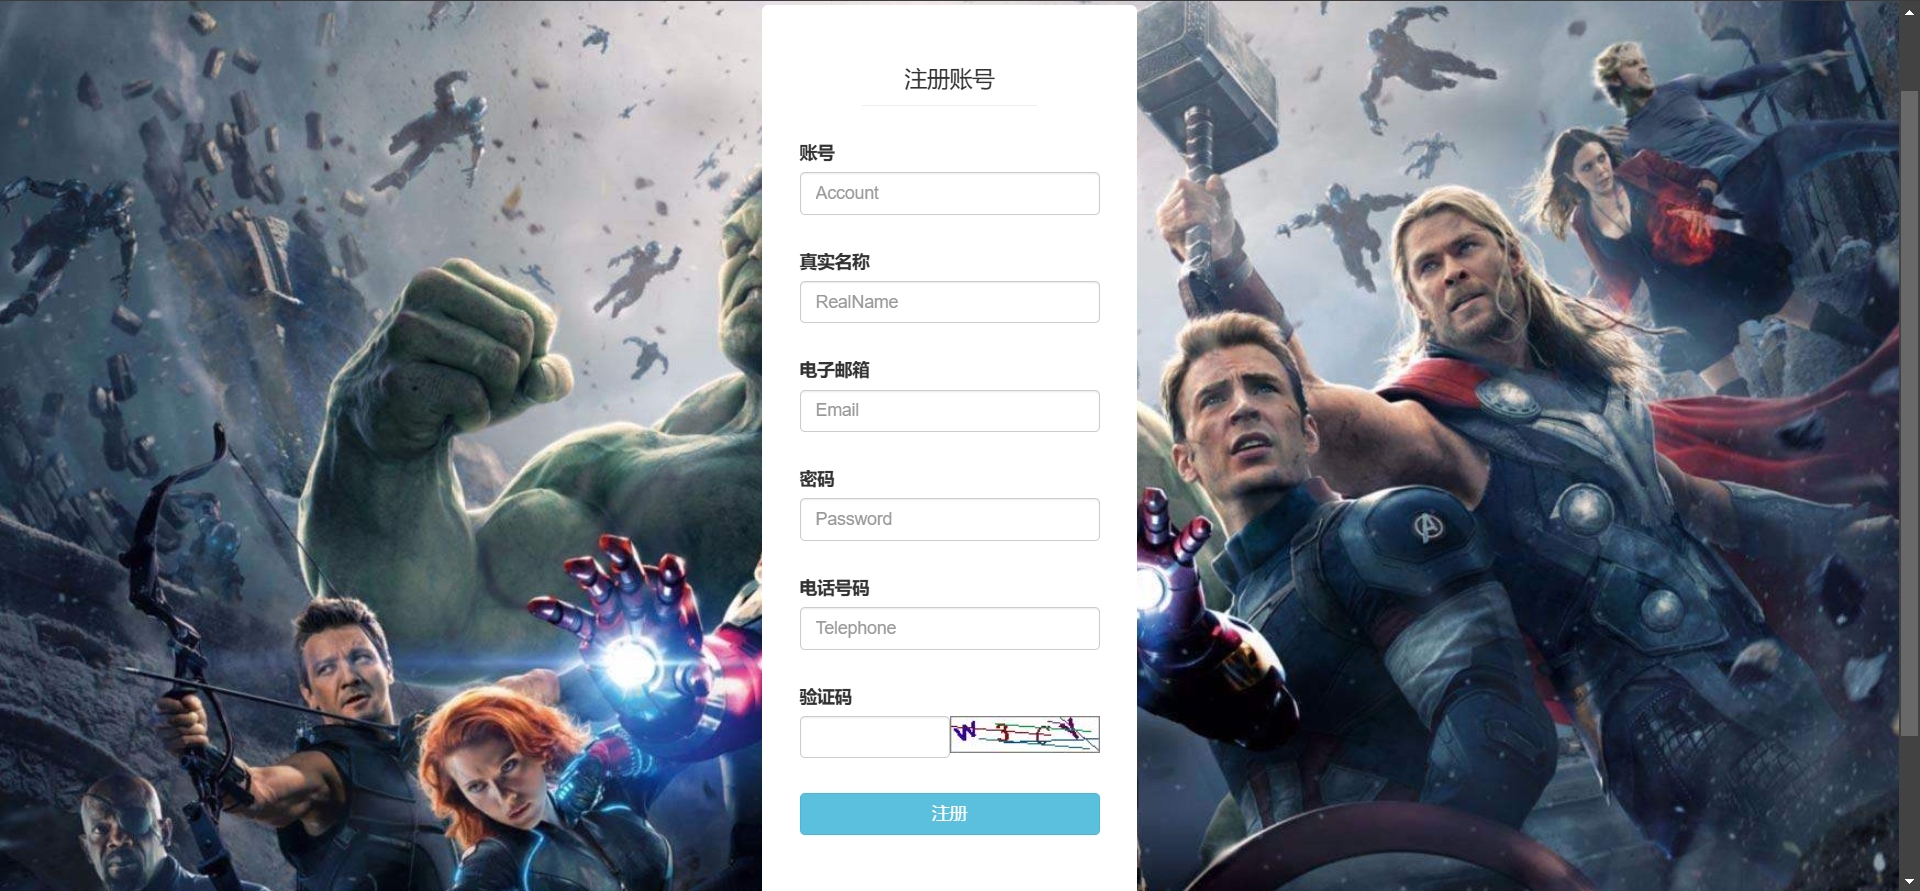 注册账号
账号
Account
真实名称
RealName
电子邮箱
Email
密码
Password
电话号码
Telephone
验证码
W3CY
注册